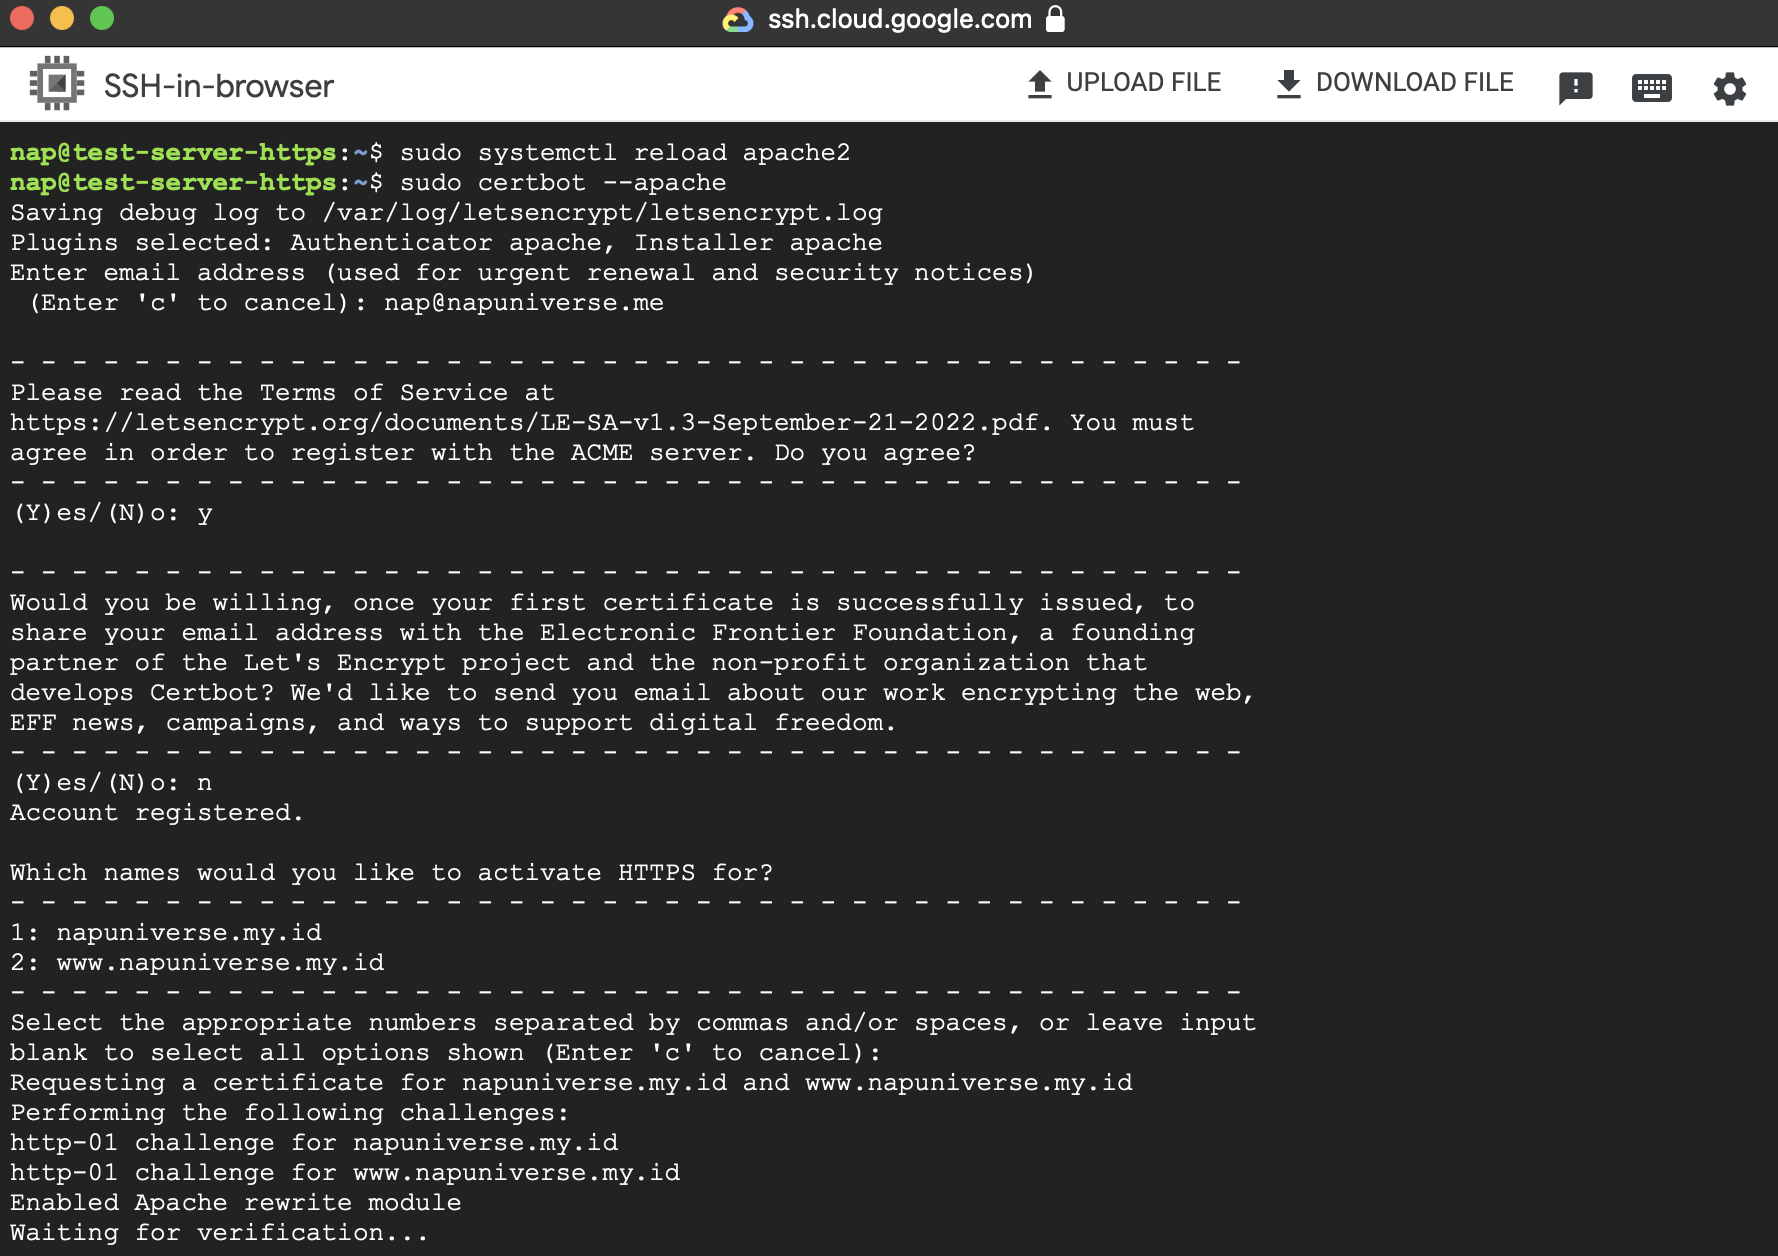 ssh.cloud.google.com
SSH-in-browser
UPLOAD FILE
DOWNLOAD FILE
nap@test-server-https:~$ sudo systemctl reload apache2
nap@test-server-https:~$ sudo certbot --apache
Saving debug log to /var/log/letsencrypt/letsencrypt.log
Plugins selected: Authenticator apache, Installer apache
Enter email address (used for urgent renewal and security notices)
 (Enter 'c' to cancel): nap@napuniverse.me
- - - - - - - - - - - - - - - - - - - - - - - - - - - - - - - - - - - - - - - -
Please read the Terms of Service at
https://letsencrypt.org/documents/LE-SA-v1.3-September-21-2022.pdf. You must
agree in order to register with the ACME server. Do you agree?
- - - - - - - - - - - - - - - - - - - - - - - - - - - - - - - - - - - - - - - -
(Y)es/(N)o: y
- - - - - - - - - - - - - - - - - - - - - - - - - - - - - - - - - - - - - - - -
Would you be willing, once your first certificate is successfully issued, to
share your email address with the Electronic Frontier Foundation, a founding
partner of the Let's Encrypt project and the non-profit organization that
develops Certbot? We'd like to send you email about our work encrypting the web,
EFF news, campaigns, and ways to support digital freedom.
- - - - - - - - - - - - - - - - - - - - - - - - - - - - - - - - - - - - - - - -
(Y)es/(N)o: n
Account registered.
Which names would you like to activate HTTPS for?
- - - - - - - - - - - - - - - - - - - - - - - - - - - - - - - - - - - - - - - -
1: napuniverse.my.id
2: www.napuniverse.my.id
- - - - - - - - - - - - - - - - - - - - - - - - - - - - - - - - - - - - - - - -
Select the appropriate numbers separated by commas and/or spaces, or leave input
blank to select all options shown (Enter 'c' to cancel):
Requesting a certificate for napuniverse.my.id and www.napuniverse.my.id
Performing the following challenges:
http-01 challenge for napuniverse.my.id
http-01 challenge for www.napuniverse.my.id
Enabled Apache rewrite module
Waiting for verification...